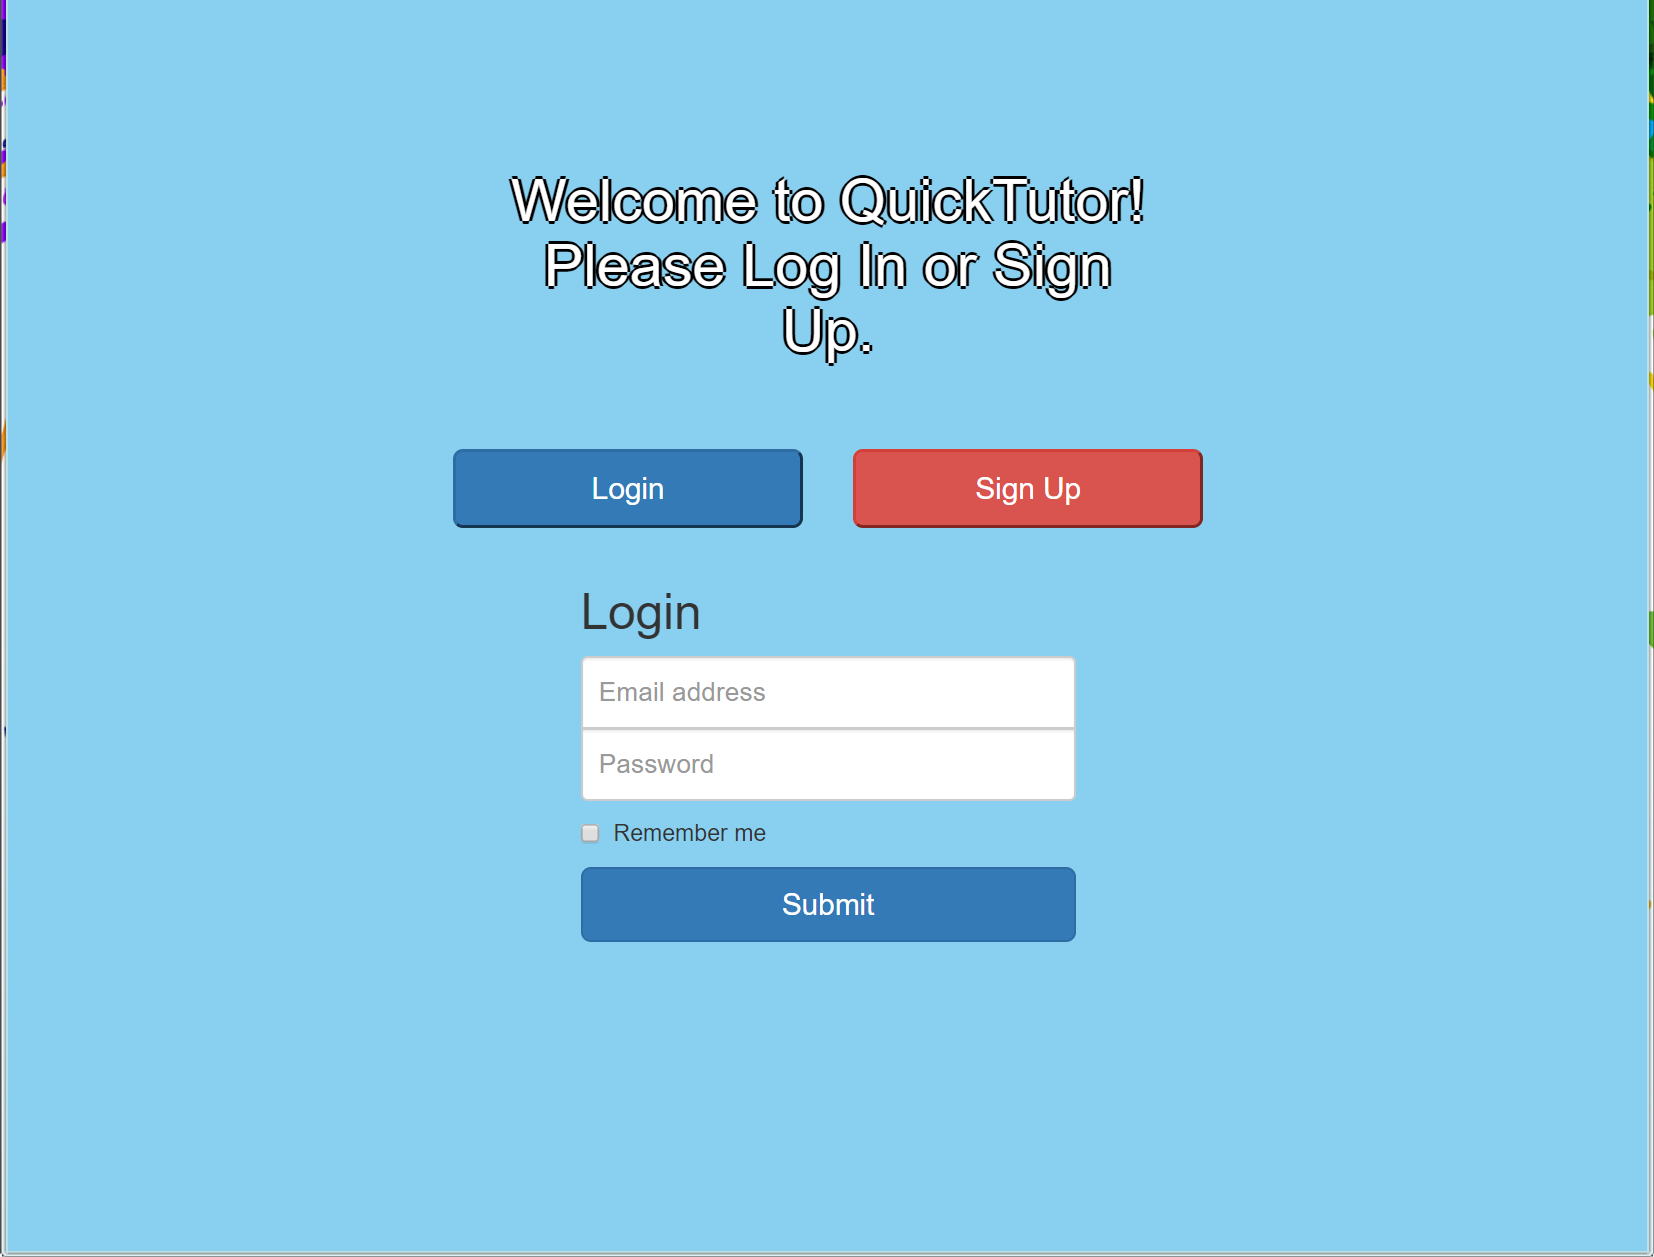 Welcome to QuickTutor!
Please Log In or Sign
Up.
Login
Sign Up
Login
Email address
Password
Remember me
Submit